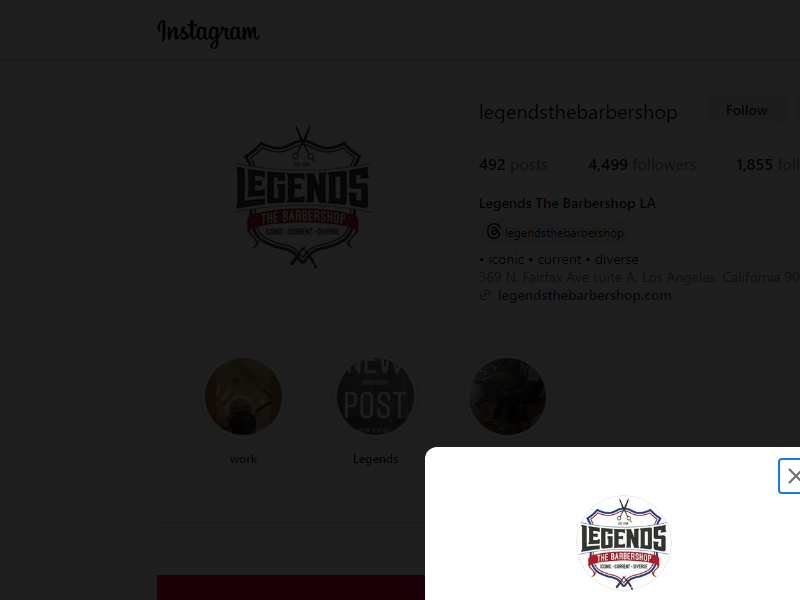 Instagram
legendsthebarbershop
Follow
492 posts 4,499 followers 1,855 foll
Legends The Barbershop LA
legendsthebarbershop
• iconic • current • diverse
369 N. Fairfax Ave suite A, Los Angeles, California 90
legendsthebarbershop.com
LEGENDS
THE BARBERSHOP
ICONIC · CURRENT · DIVERSE
NEW
POST
work
Legends
LEGENDS
THE BARBERSHOP
ICONIC · CURRENT · DIVERSE